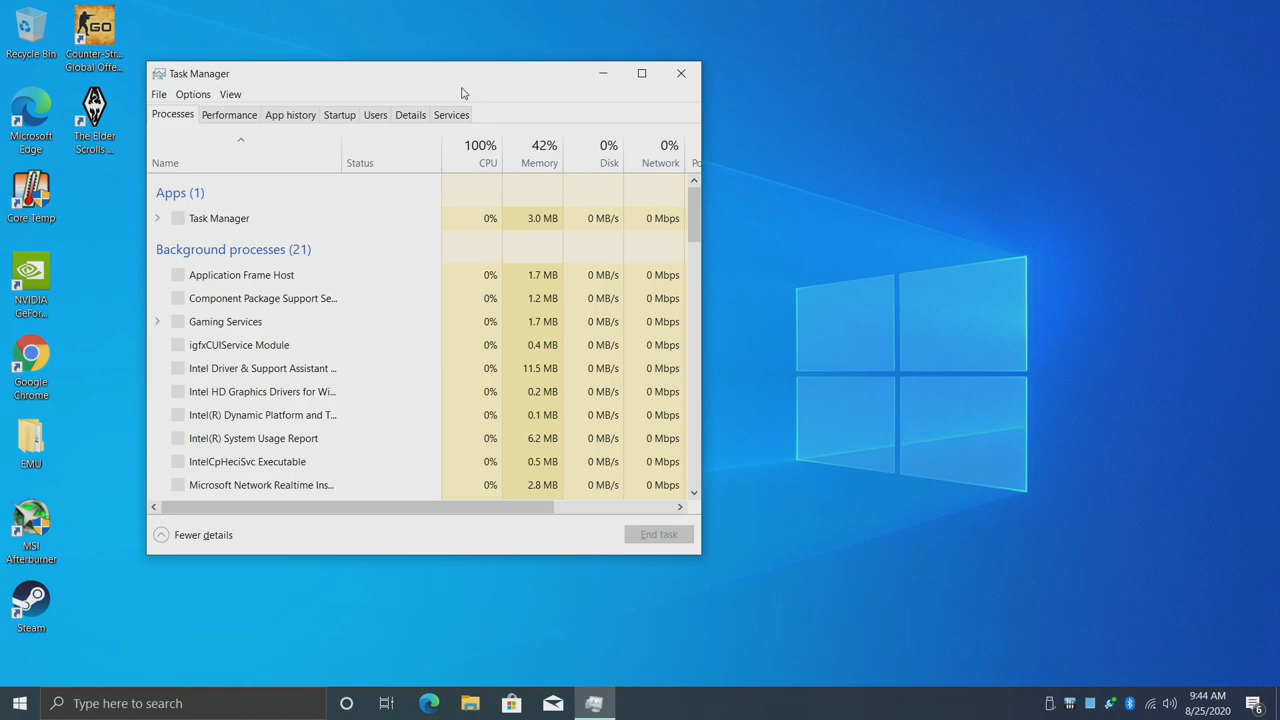 Recycle Bin
Counter-Str...
Global Offe...
GO
Microsoft
Edge
The Elder
Scrolls ...
Core Temp
NVIDIA
GeFor...
Google
Chrome
EMU
MSI
Afterburner
Steam
Task Manager
File Options View
Processes Performance App history Startup Users Details Services
100% 42% 0% 0%
Name Status CPU Memory Disk Network Po
Apps (1)
Task Manager 0% 3.0 MB 0 MB/s 0 Mbps
Background processes (21)
Application Frame Host 0% 1.7 MB 0 MB/s 0 Mbps
Component Package Support Se... 0% 1.2 MB 0 MB/s 0 Mbps
Gaming Services 0% 1.7 MB 0 MB/s 0 Mbps
igfxCUIService Module 0% 0.4 MB 0 MB/s 0 Mbps
Intel Driver & Support Assistant ... 0% 11.5 MB 0 MB/s 0 Mbps
Intel HD Graphics Drivers for Wi... 0% 0.2 MB 0 MB/s 0 Mbps
Intel(R) Dynamic Platform and T... 0% 0.1 MB 0 MB/s 0 Mbps
Intel(R) System Usage Report 0% 6.2 MB 0 MB/s 0 Mbps
IntelCpHeciSvc Executable 0% 0.5 MB 0 MB/s 0 Mbps
Microsoft Network Realtime Ins... 0% 2.8 MB 0 MB/s 0 Mbps
Fewer details End task
Type here to search
9:44 AM
8/25/2020
6